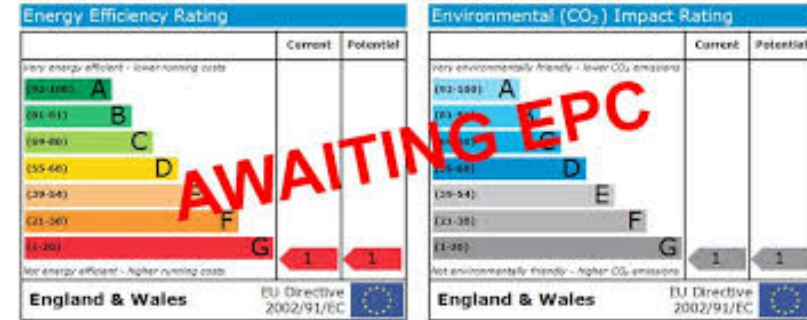 Energy Efficiency Rating
Current Potential
Very energy efficient - lower running costs
(92-100) A
(81-91) B
(69-80) C
(55-68) D
(39-54)
(21-38) F
(1-20) G
1 1
Not energy efficient - higher running costs
England & Wales
EU Directive
2002/91/EC
Environmental (CO₂) Impact Rating
Current Potential
Very environmentally friendly - lower CO₂ emissions
(92-100) A
(81-91)
C
(55-68) D
(39-54) E
(21-38) F
(1-20) G
1 1
Not environmentally friendly - higher CO₂ emissions
England & Wales
EU Directive
2002/91/EC
AWAITING EPC